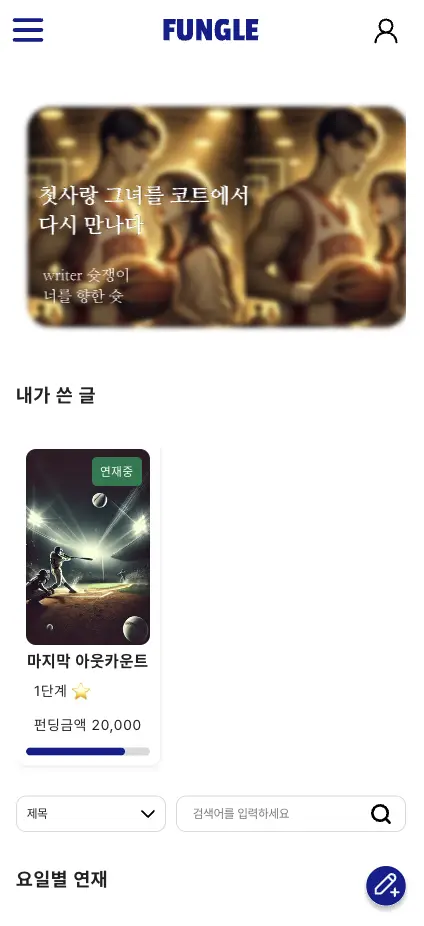 FUNGLE
첫사랑 그녀를 코트에서
다시 만나다
writer 슛쟁이
너를 향한 슛
내가 쓴 글
연재중
마지막 아웃카운트
1단계
펀딩금액 20,000
제목
검색어를 입력하세요
요일별 연재